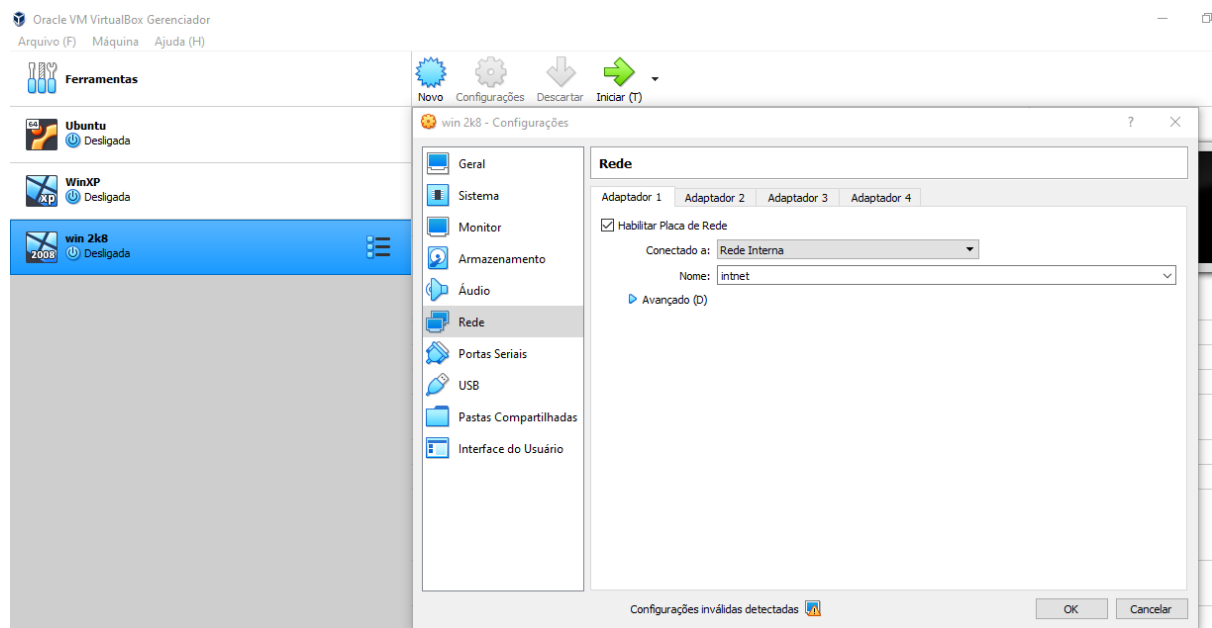 Oracle VM VirtualBox Gerenciador
Arquivo (F) Máquina Ajuda (H)
Ferramentas
Novo Configurações Descartar Iniciar (T)
64
Ubuntu
Desligada
XP
WinXP
Desligada
2008
win 2k8
Desligada
win 2k8 - Configurações
Geral
Sistema
Monitor
Armazenamento
Áudio
Rede
Portas Seriais
USB
Pastas Compartilhadas
Interface do Usuário
Rede
Adaptador 1 Adaptador 2 Adaptador 3 Adaptador 4
Habilitar Placa de Rede
Conectado a: Rede Interna
Nome: intnet
Avançado (D)
Configurações inválidas detectadas
OK Cancelar